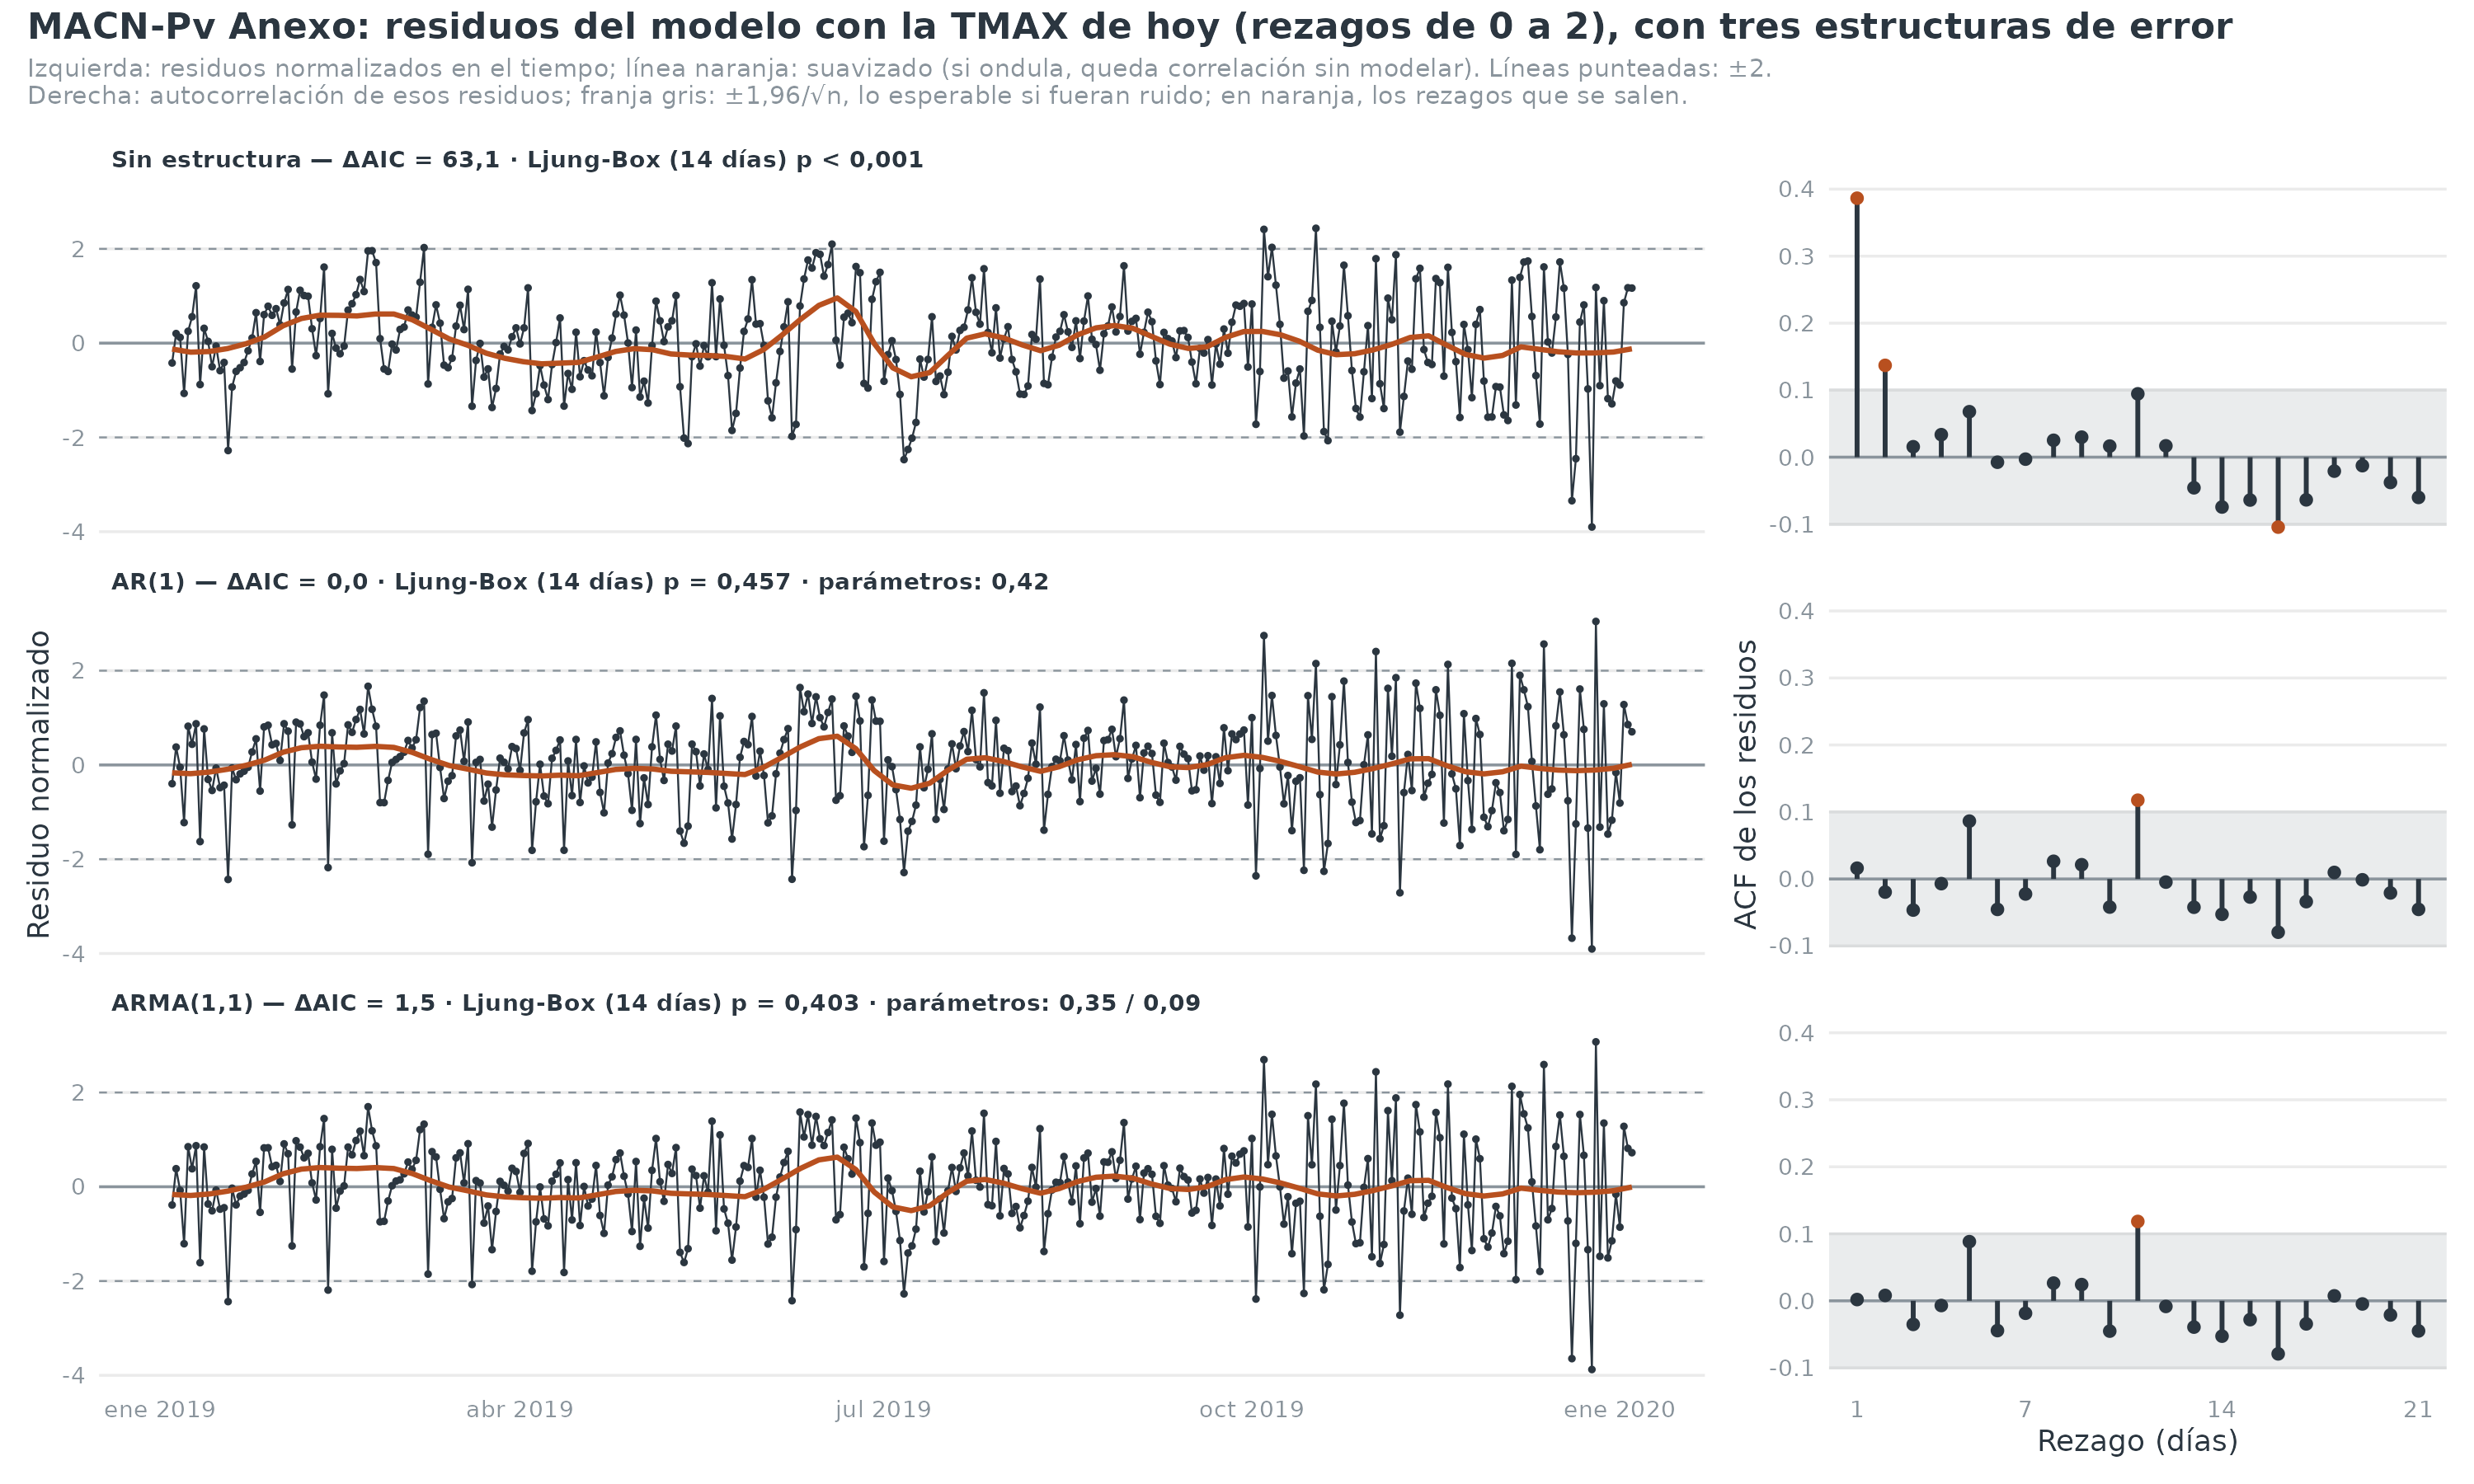 MACN-Pv Anexo: residuos del modelo con la TMAX de hoy (rezagos de 0 a 2), con tres estructuras de error
Izquierda: residuos normalizados en el tiempo; línea naranja: suavizado (si ondula, queda correlación sin modelar). Líneas punteadas: ±2.
Derecha: autocorrelación de esos residuos; franja gris: ±1,96/√n, lo esperable si fueran ruido; en naranja, los rezagos que se salen.
Sin estructura — ΔAIC = 63,1 · Ljung-Box (14 días) p < 0,001
2
0
-2
-4
0.4
0.3
0.2
0.1
0.0
-0.1
AR(1) — ΔAIC = 0,0 · Ljung-Box (14 días) p = 0,457 · parámetros: 0,42
Residuo normalizado
2
0
-2
-4
ACF de los residuos
0.4
0.3
0.2
0.1
0.0
-0.1
ARMA(1,1) — ΔAIC = 1,5 · Ljung-Box (14 días) p = 0,403 · parámetros: 0,35 / 0,09
2
0
-2
-4
0.4
0.3
0.2
0.1
0.0
-0.1
ene 2019 abr 2019 jul 2019 oct 2019 ene 2020
1 7 14 21
Rezago (días)